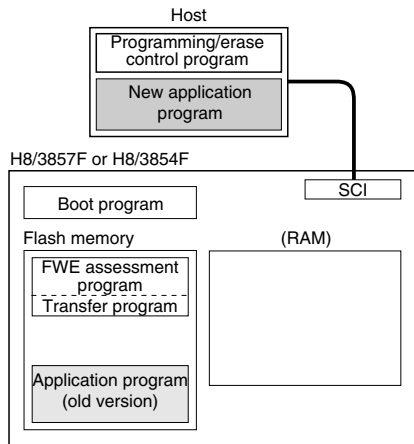 Host
Programming/erase
control program
New application
program
H8/3857F or H8/3854F
SCI
Boot program
Flash memory
(RAM)
FWE assessment
program
Transfer program
Application program
(old version)